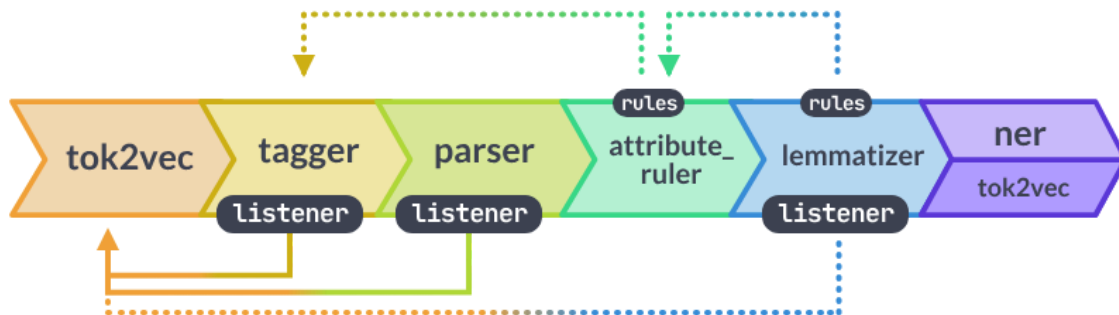 rules
rules
tok2vec
tagger
parser
attribute_
ruler
lemmatizer
ner
tok2vec
listener
listener
listener